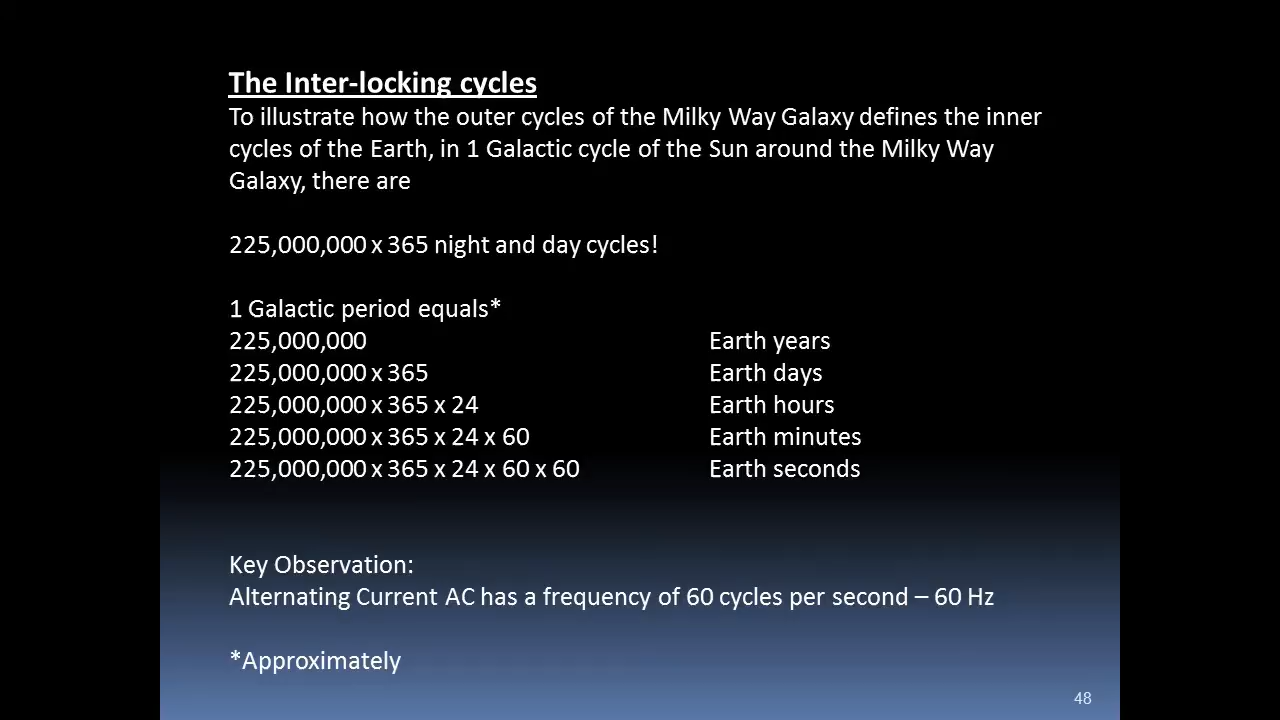 The Inter-locking cycles
To illustrate how the outer cycles of the Milky Way Galaxy defines the inner
cycles of the Earth, in 1 Galactic cycle of the Sun around the Milky Way
Galaxy, there are
225,000,000 x 365 night and day cycles!
1 Galactic period equals*
225,000,000 Earth years
225,000,000 x 365 Earth days
225,000,000 x 365 x 24 Earth hours
225,000,000 x 365 x 24 x 60 Earth minutes
225,000,000 x 365 x 24 x 60 x 60 Earth seconds
Key Observation:
Alternating Current AC has a frequency of 60 cycles per second – 60 Hz
*Approximately
48